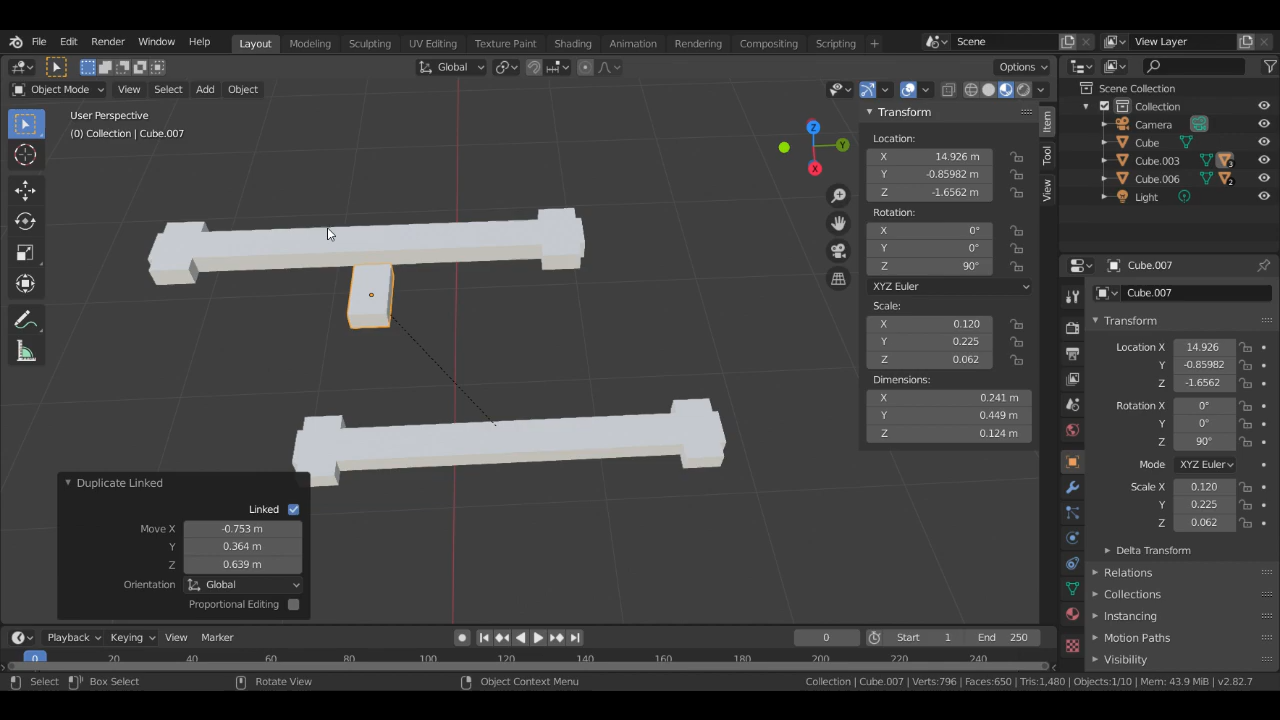 File Edit Render Window Help Layout Modeling Sculpting UV Editing Texture Paint Shading Animation Rendering Compositing Scripting + Scene View Layer
Global Options
Object Mode View Select Add Object
User Perspective
(0) Collection | Cube.007
Z
Y
X
Transform
Location:
X 14.926 m
Y -0.85982 m
Z -1.6562 m
Rotation:
X 0°
Y 0°
Z 90°
XYZ Euler
Scale:
X 0.120
Y 0.225
Z 0.062
Dimensions:
X 0.241 m
Y 0.449 m
Z 0.124 m
Item
Tool
View
Scene Collection
Collection
Camera
Cube
Cube.003 3
Cube.006 2
Light
Cube.007
Cube.007
Transform
Location X 14.926
Y -0.85982
Z -1.6562
Rotation X 0°
Y 0°
Z 90°
Mode XYZ Euler
Scale X 0.120
Y 0.225
Z 0.062
Delta Transform
Relations
Collections
Instancing
Motion Paths
Visibility
Duplicate Linked
Linked
Move X -0.753 m
Y 0.364 m
Z 0.639 m
Orientation Global
Proportional Editing
Playback Keying View Marker 0 Start 1 End 250
0 20 40 60 80 100 120 140 160 180 200 220 240
Select Box Select Rotate View Object Context Menu Collection | Cube.007 | Verts:796 | Faces:650 | Tris:1,480 | Objects:1/10 | Mem: 43.9 MiB | v2.82.7